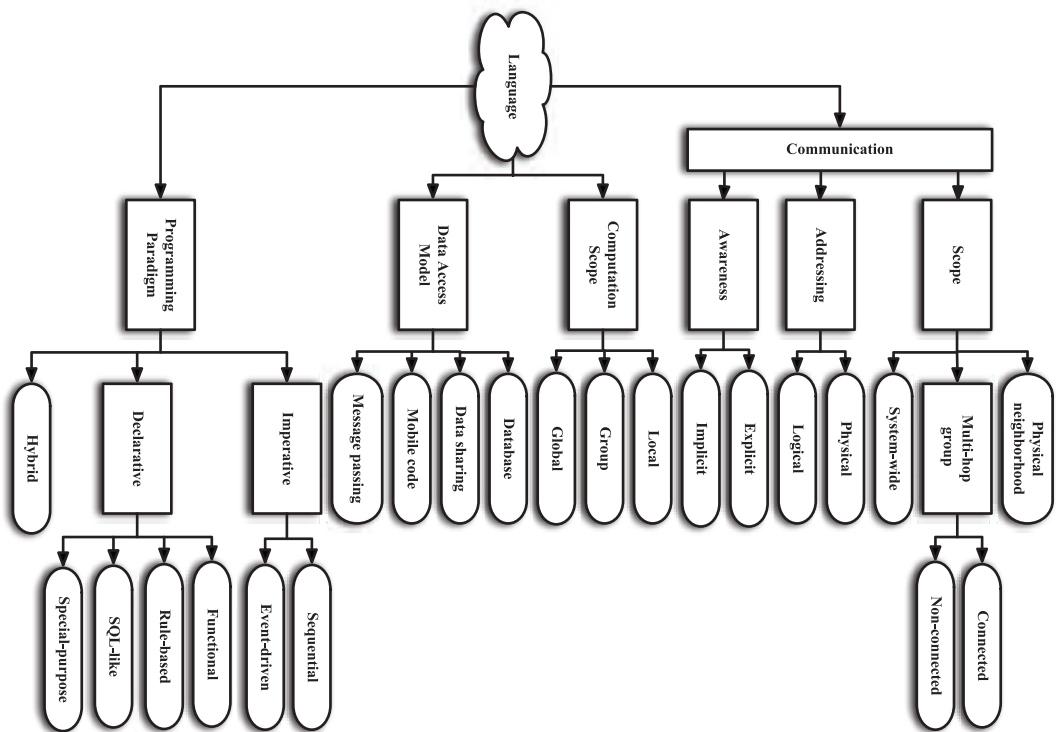 Language
Communication
Programming
Paradigm
Data Access
Model
Computation
Scope
Awareness
Addressing
Scope
Hybrid
Declarative
Imperative
Message passing
Mobile code
Data sharing
Database
Global
Group
Local
Implicit
Explicit
Logical
Physical
System-wide
Multi-hop
group
Physical
neighborhood
Special-purpose
SQL-like
Rule-based
Functional
Event-driven
Sequential
Non-connected
Connected